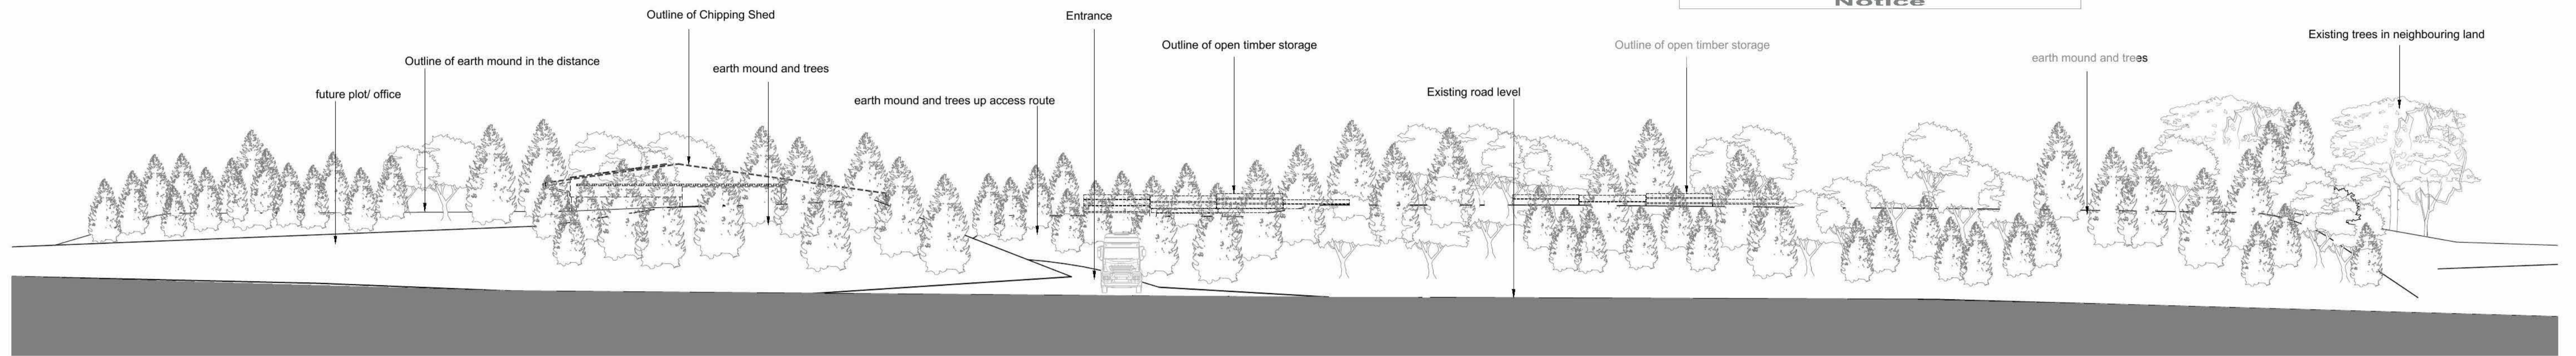 Notice
Outline of Chipping Shed
Entrance
Existing trees in neighbouring land
Outline of open timber storage
Outline of open timber storage
Outline of earth mound in the distance
earth mound and trees
earth mound and trees
future plot/ office
earth mound and trees up access route
Existing road level